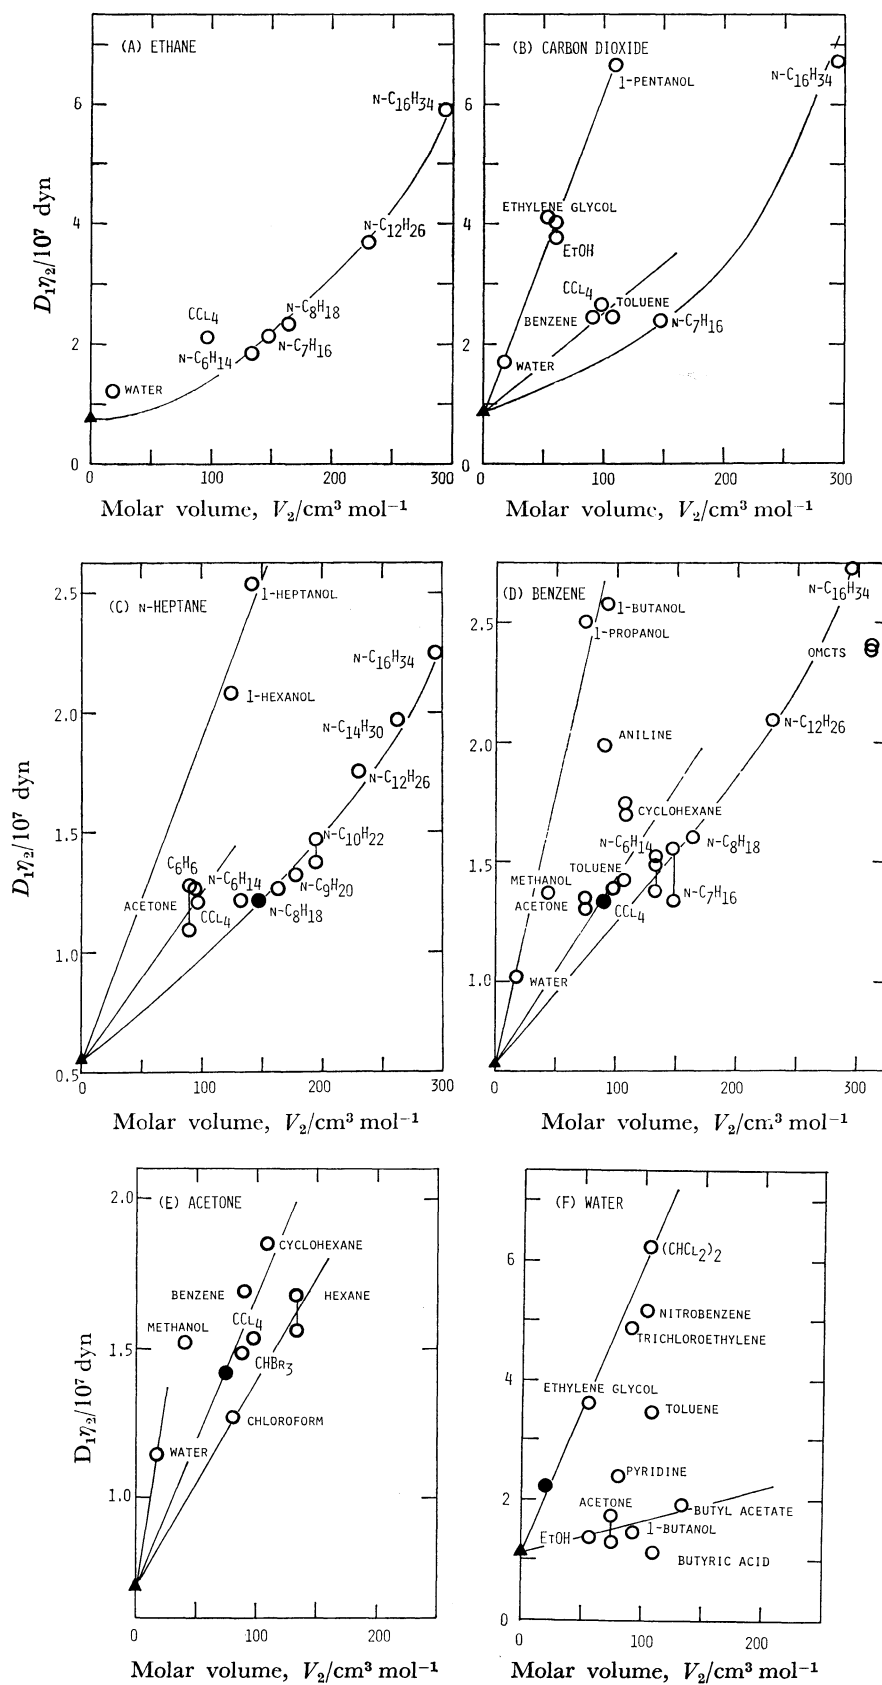 (A) ETHANE
N-C16H34
6
N-C12H26
4
CCL4
N-C8H18
N-C6H14
N-C7H16
2
WATER
0
0 100 200 300
D₁η₂/10⁷ dyn
Molar volume, V₂/cm³ mol⁻¹
(B) CARBON DIOXIDE
N-C16H34
1-PENTANOL
6
ETHYLENE GLYCOL
4
ETOH
CCL4
TOLUENE
BENZENE
N-C7H16
2
WATER
0
0 100 200 300
Molar volume, V₂/cm³ mol⁻¹
(C) N-HEPTANE
2.5
1-HEPTANOL
N-C16H34
1-HEXANOL
2.0
N-C14H30
N-C12H26
1.5
N-C10H22
C6H6
N-C6H14
N-C9H20
ACETONE
CCL4
N-C8H18
1.0
0.5
0 100 200 300
D₁η₂/10⁷ dyn
Molar volume, V₂/cm³ mol⁻¹
(D) BENZENE
N-C16H34
1-BUTANOL
2.5
1-PROPANOL
OMCTS
N-C12H26
ANILINE
2.0
CYCLOHEXANE
N-C6H14
N-C8H18
1.5
TOLUENE
METHANOL
N-C7H16
ACETONE
CCL4
1.0
WATER
0 100 200 300
Molar volume, V₂/cm³ mol⁻¹
(E) ACETONE
2.0
CYCLOHEXANE
BENZENE
HEXANE
CCL4
METHANOL
1.5
CHBR3
CHLOROFORM
WATER
1.0
0 100 200
D₁η₂/10⁷ dyn
Molar volume, V₂/cm³ mol⁻¹
(F) WATER
6
(CHCL2)2
NITROBENZENE
TRICHLOROETHYLENE
4
ETHYLENE GLYCOL
TOLUENE
PYRIDINE
2
ACETONE
BUTYL ACETATE
1-BUTANOL
ETOH
BUTYRIC ACID
0
0 100 200
Molar volume, V₂/cm³ mol⁻¹